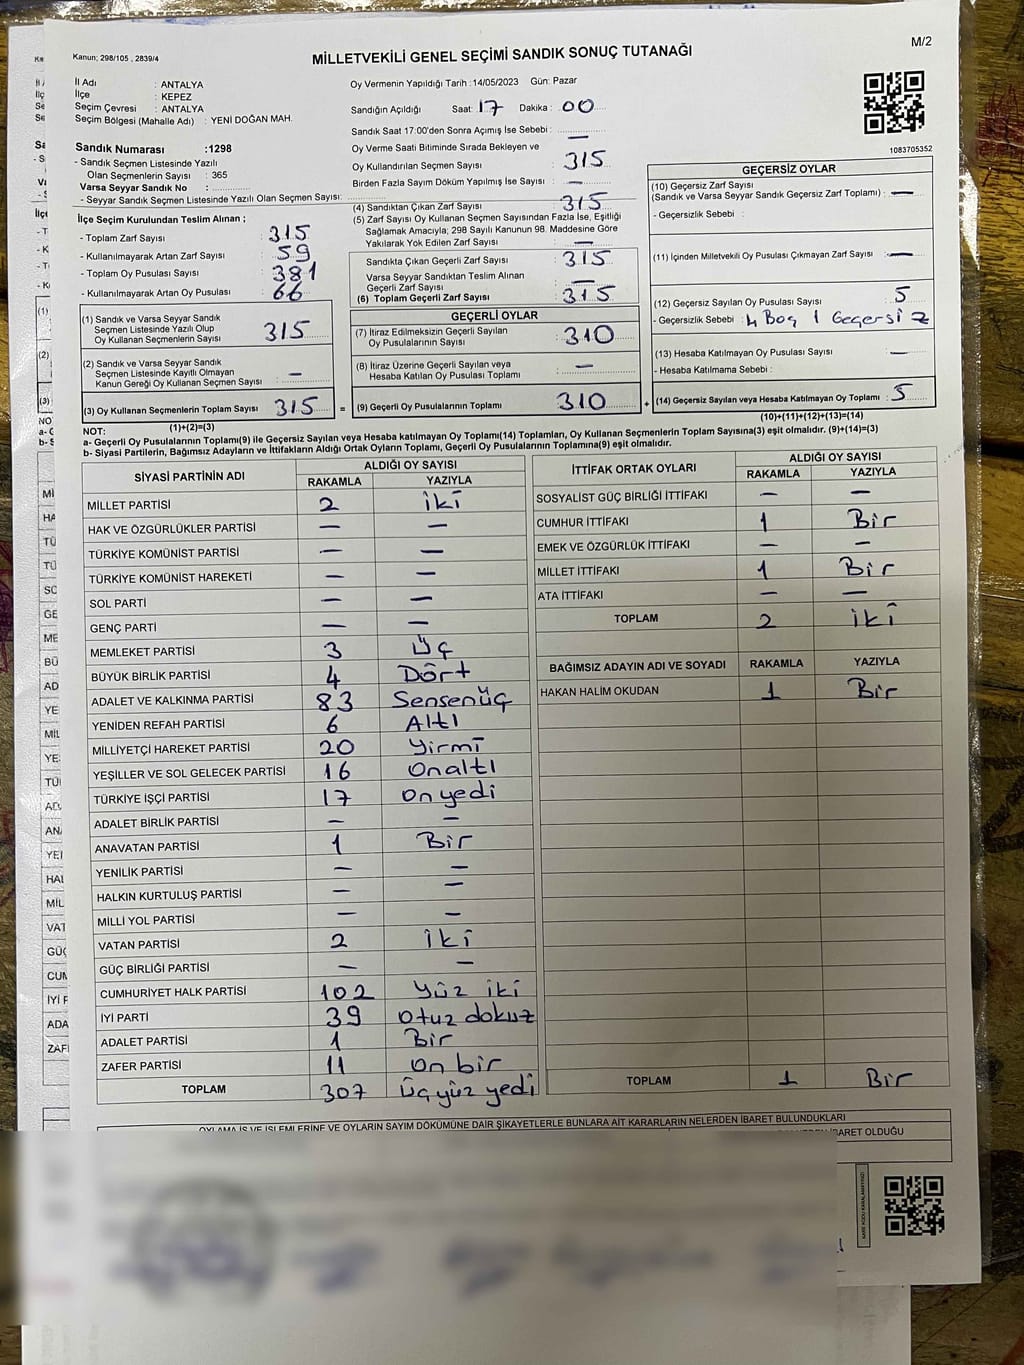 Kanun; 298/105 , 2839/4
MİLLETVEKİLİ GENEL SEÇİMİ SANDIK SONUÇ TUTANAĞI
M/2
İl Adı : ANTALYA
İlçe : KEPEZ
Seçim Çevresi : ANTALYA
Seçim Bölgesi (Mahalle Adı) : YENİ DOĞAN MAH.
Sandık Numarası :1298
- Sandık Seçmen Listesinde Yazılı
Olan Seçmenlerin Sayısı : 365
Varsa Seyyar Sandık No :
- Seyyar Sandık Seçmen Listesinde Yazılı Olan Seçmen Sayısı:
İlçe Seçim Kurulundan Teslim Alınan ;
- Toplam Zarf Sayısı : 315
- Kullanılmayarak Artan Zarf Sayısı : 59
- Toplam Oy Pusulası Sayısı : 381
- Kullanılmayarak Artan Oy Pusulası : 66
(1) Sandık ve Varsa Seyyar Sandık
Seçmen Listesinde Yazılı Olup
Oy Kullanan Seçmenlerin Sayısı : 315
(2) Sandık ve Varsa Seyyar Sandık
Seçmen Listesinde Kayıtlı Olmayan
Kanun Gereği Oy Kullanan Seçmen Sayısı : —
(3) Oy Kullanan Seçmenlerin Toplam Sayısı : 315
(1)+(2)=(3)
Oy Vermenin Yapıldığı Tarih : 14/05/2023 Gün: Pazar
Sandığın Açıldığı Saat: 17 Dakika : 00
Sandık Saat 17:00'den Sonra Açımış İse Sebebi : —
Oy Verme Saati Bitiminde Sırada Bekleyen ve
Oy Kullandırılan Seçmen Sayısı : 315
Birden Fazla Sayım Döküm Yapılmış İse Sayısı : —
(4) Sandıktan Çıkan Zarf Sayısı : 315
(5) Zarf Sayısı Oy Kullanan Seçmen Sayısından Fazla İse, Eşitliği
Sağlamak Amacıyla; 298 Sayılı Kanunun 98. Maddesine Göre
Yakılarak Yok Edilen Zarf Sayısı : —
Sandıkta Çıkan Geçerli Zarf Sayısı : 315
Varsa Seyyar Sandıktan Teslim Alınan
Geçerli Zarf Sayısı : —
(6) Toplam Geçerli Zarf Sayısı : 315
GEÇERLİ OYLAR
(7) İtiraz Edilmeksizin Geçerli Sayılan
Oy Pusulalarının Sayısı : 310
(8) İtiraz Üzerine Geçerli Sayılan veya
Hesaba Katılan Oy Pusulası Toplamı : —
= (9) Geçerli Oy Pusulalarının Toplamı : 310
1083705352
GEÇERSİZ OYLAR
(10) Geçersiz Zarf Sayısı
(Sandık ve Varsa Seyyar Sandık Geçersiz Zarf Toplamı) : —
- Geçersizlik Sebebi :
(11) İçinden Milletvekili Oy Pusulası Çıkmayan Zarf Sayısı : —
(12) Geçersiz Sayılan Oy Pusulası Sayısı : 5
- Geçersizlik Sebebi : 4 Boş 1 Geçersiz
(13) Hesaba Katılmayan Oy Pusulası Sayısı : —
- Hesaba Katılmama Sebebi :
+ (14) Geçersiz Sayılan veya Hesaba Katılmayan Oy Toplamı : 5
(10)+(11)+(12)+(13)=(14)
NOT:
a- Geçerli Oy Pusulalarının Toplamı(9) ile Geçersiz Sayılan veya Hesaba katılmayan Oy Toplamı(14) Toplamları, Oy Kullanan Seçmenlerin Toplam Sayısına(3) eşit olmalıdır. (9)+(14)=(3)
b- Siyasi Partilerin, Bağımsız Adayların ve İttifakların Aldığı Ortak Oyların Toplamı, Geçerli Oy Pusulalarının Toplamına(9) eşit olmalıdır.
SİYASİ PARTİNİN ADI ALDIĞI OY SAYISI
RAKAMLA YAZIYLA
MİLLET PARTİSİ 2 iki
HAK VE ÖZGÜRLÜKLER PARTİSİ — —
TÜRKİYE KOMÜNİST PARTİSİ — —
TÜRKİYE KOMÜNİST HAREKETİ — —
SOL PARTİ — —
GENÇ PARTİ — —
MEMLEKET PARTİSİ 3 Üç
BÜYÜK BİRLİK PARTİSİ 4 Dört
ADALET VE KALKINMA PARTİSİ 83 Sensenüç
YENİDEN REFAH PARTİSİ 6 Altı
MİLLİYETÇİ HAREKET PARTİSİ 20 Yirmi
YEŞİLLER VE SOL GELECEK PARTİSİ 16 Onaltı
TÜRKİYE İŞÇİ PARTİSİ 17 on yedi
ADALET BİRLİK PARTİSİ — —
ANAVATAN PARTİSİ 1 Bir
YENİLİK PARTİSİ — —
HALKIN KURTULUŞ PARTİSİ — —
MİLLİ YOL PARTİSİ — —
VATAN PARTİSİ 2 iki
GÜÇ BİRLİĞİ PARTİSİ — —
CUMHURİYET HALK PARTİSİ 102 Yüz iki
İYİ PARTİ 39 Otuz dokuz
ADALET PARTİSİ 1 Bir
ZAFER PARTİSİ 11 On bir
TOPLAM 307 Üçyüz yedi
İTTİFAK ORTAK OYLARI ALDIĞI OY SAYISI
RAKAMLA YAZIYLA
SOSYALİST GÜÇ BİRLİĞİ İTTİFAKI — —
CUMHUR İTTİFAKI 1 Bir
EMEK VE ÖZGÜRLÜK İTTİFAKI — —
MİLLET İTTİFAKI 1 Bir
ATA İTTİFAKI — —
TOPLAM 2 iki
BAĞIMSIZ ADAYIN ADI VE SOYADI RAKAMLA YAZIYLA
HAKAN HALİM OKUDAN 1 Bir
TOPLAM 1 Bir
OYLAMA İŞ VE İŞLEMLERİNE VE OYLARIN SAYIM DÖKÜMÜNE DAİR ŞİKAYETLERLE BUNLARA AİT KARARLARIN NELERDEN İBARET BULUNDUKLARI
İBARET OLDUĞU